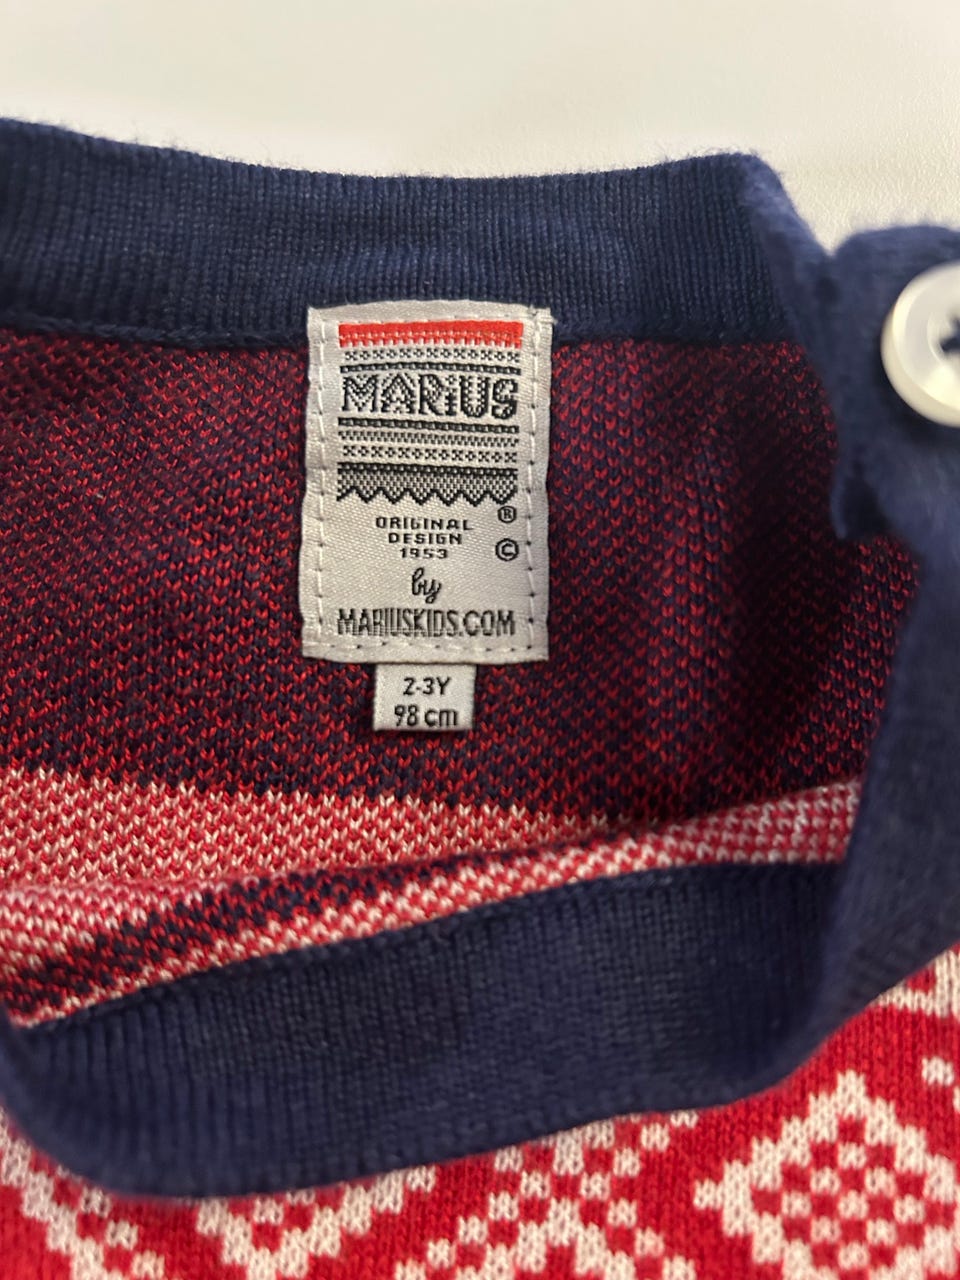 MARiUS
®
ORIGINAL
DESIGN
1953
©
by
MARIUSKIDS.COM
2-3Y
98 cm